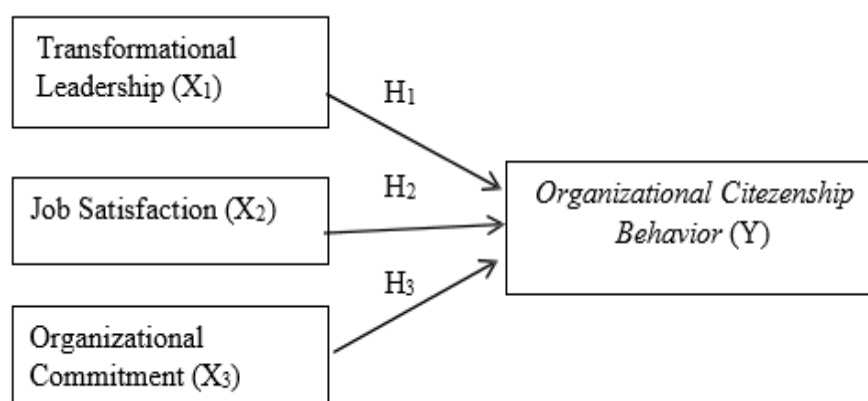 Transformational
Leadership (X₁)
H₁
Job Satisfaction (X₂)
H₂
Organizational Citezenship
Behavior (Y)
H₃
Organizational
Commitment (X₃)